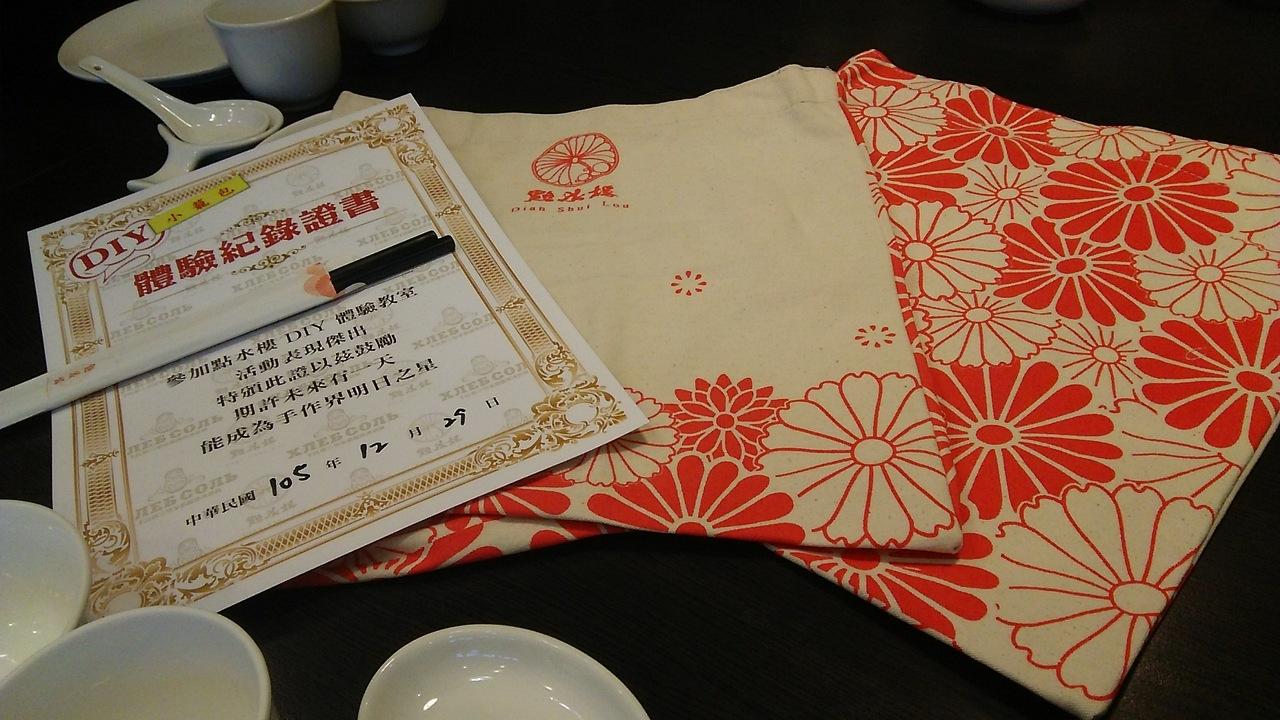 小籠包
DIY
體驗紀錄證書
參加點水樓 DIY 體驗教室
活動表現傑出
特頒此證以茲鼓勵
期許未來有一天
能成為手作界明日之星
中華民國 105 年 12 月 29 日
ХЛЕБСОЛЬ
點水樓
Dian Shui Lou